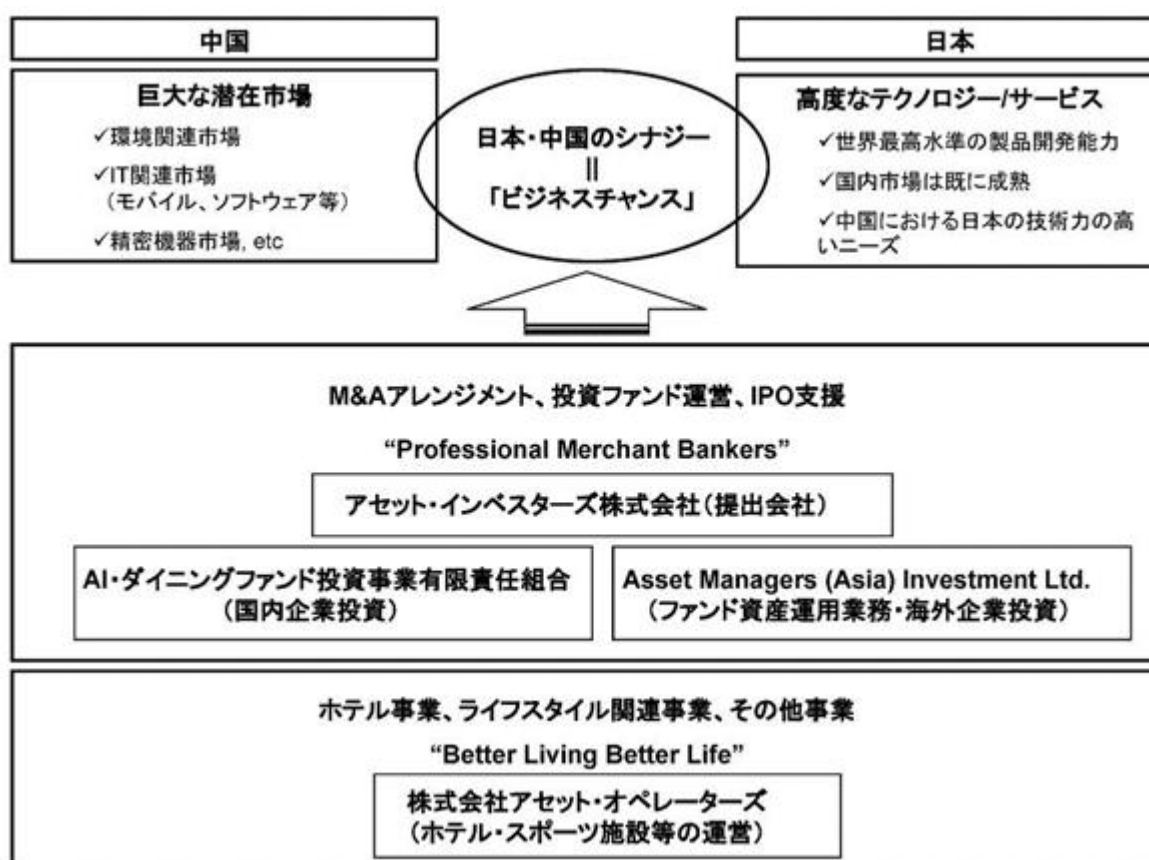 中国
巨大な潜在市場
✓環境関連市場
✓IT関連市場
（モバイル、ソフトウェア等）
✓精密機器市場, etc
日本・中国のシナジー
||
「ビジネスチャンス」
日本
高度なテクノロジー/サービス
✓世界最高水準の製品開発能力
✓国内市場は既に成熟
✓中国における日本の技術力の高
いニーズ
M&Aアレンジメント、投資ファンド運営、IPO支援
“Professional Merchant Bankers”
アセット・インベスターズ株式会社（提出会社）
AI・ダイニングファンド投資事業有限責任組合
（国内企業投資）
Asset Managers (Asia) Investment Ltd.
（ファンド資産運用業務・海外企業投資）
ホテル事業、ライフスタイル関連事業、その他事業
“Better Living Better Life”
株式会社アセット・オペレーターズ
（ホテル・スポーツ施設等の運営）